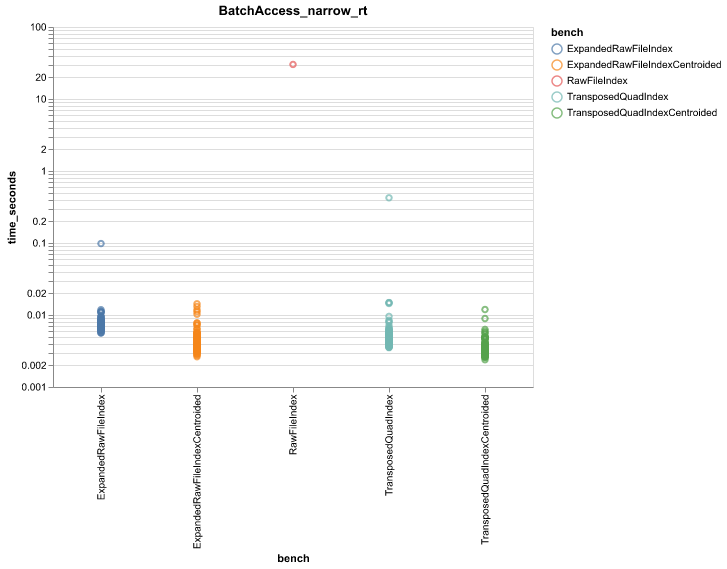 BatchAccess_narrow_rt
100
20
10
2
1
0.2
0.1
0.02
0.01
0.002
0.001
time_seconds
ExpandedRawFileIndex
ExpandedRawFileIndexCentroided
RawFileIndex
TransposedQuadIndex
TransposedQuadIndexCentroided
bench
bench
ExpandedRawFileIndex
ExpandedRawFileIndexCentroided
RawFileIndex
TransposedQuadIndex
TransposedQuadIndexCentroided